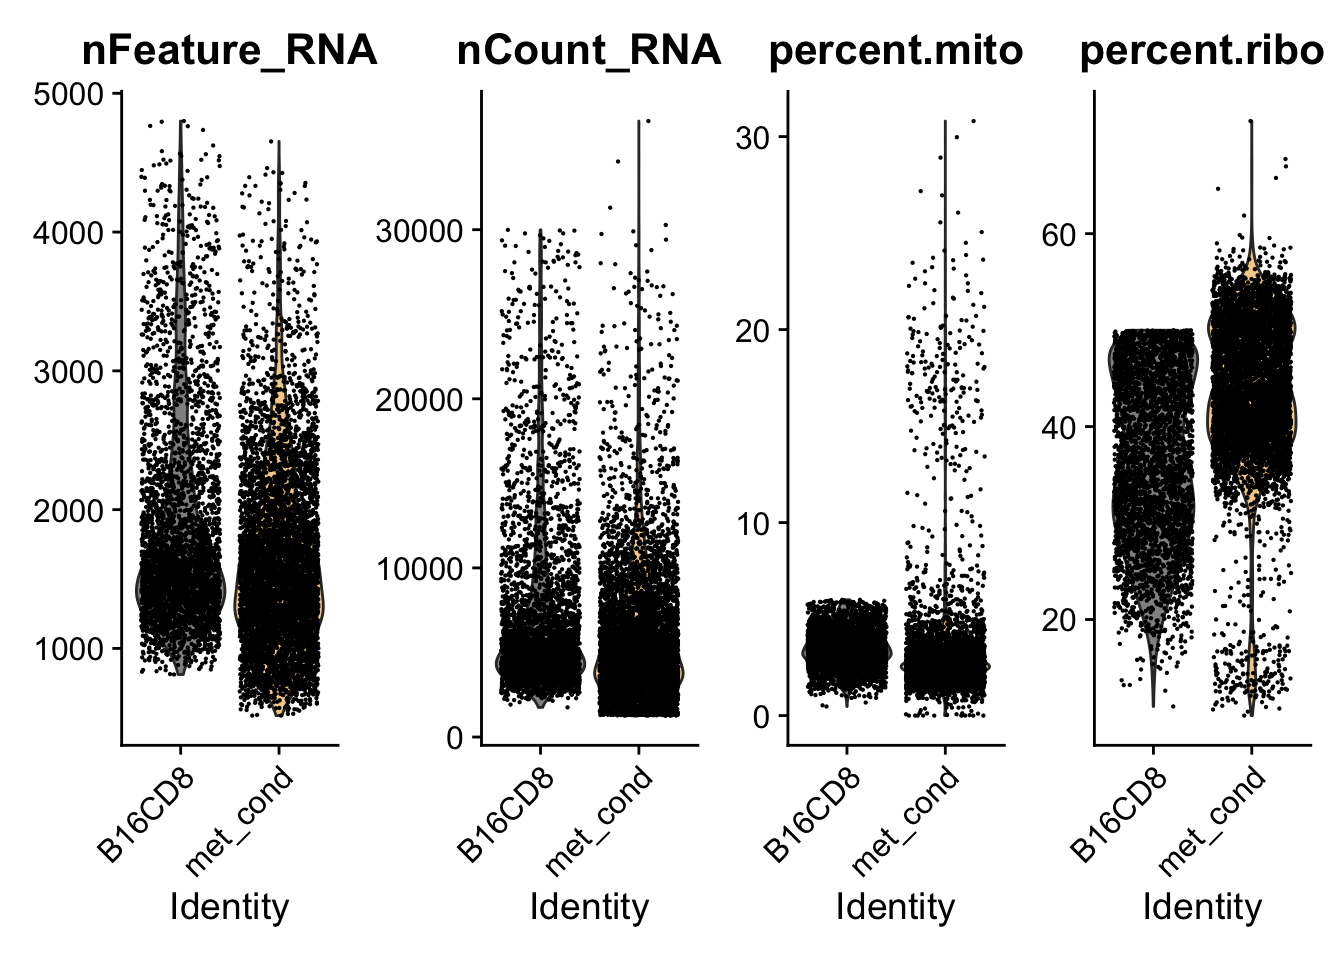 nFeature_RNA
5000
4000
3000
2000
1000
B16CD8
met_cond
Identity
nCount_RNA
30000
20000
10000
0
B16CD8
met_cond
Identity
percent.mito
30
20
10
0
B16CD8
met_cond
Identity
percent.ribo
60
40
20
B16CD8
met_cond
Identity